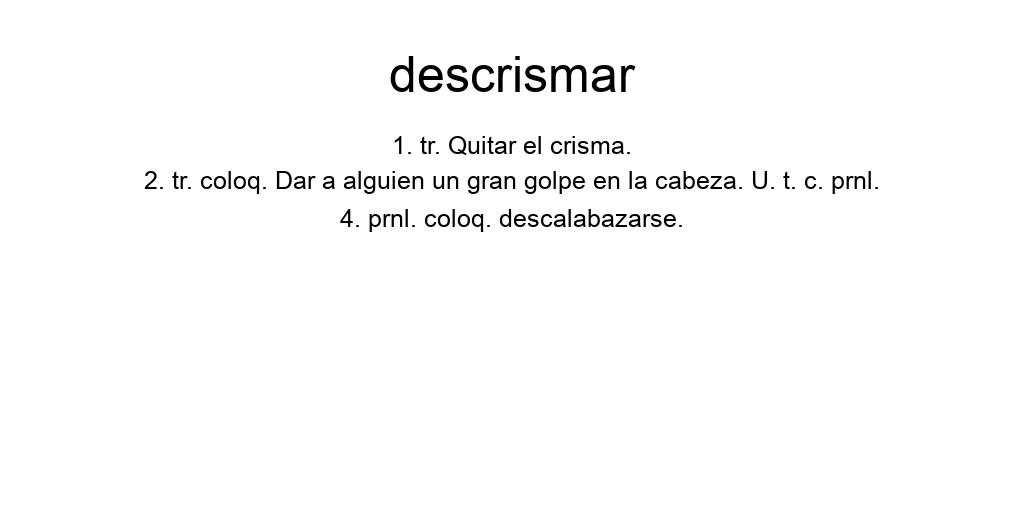 descrismar
1. tr. Quitar el crisma.
2. tr. coloq. Dar a alguien un gran golpe en la cabeza. U. t. c. prnl.
4. prnl. coloq. descalabazarse.